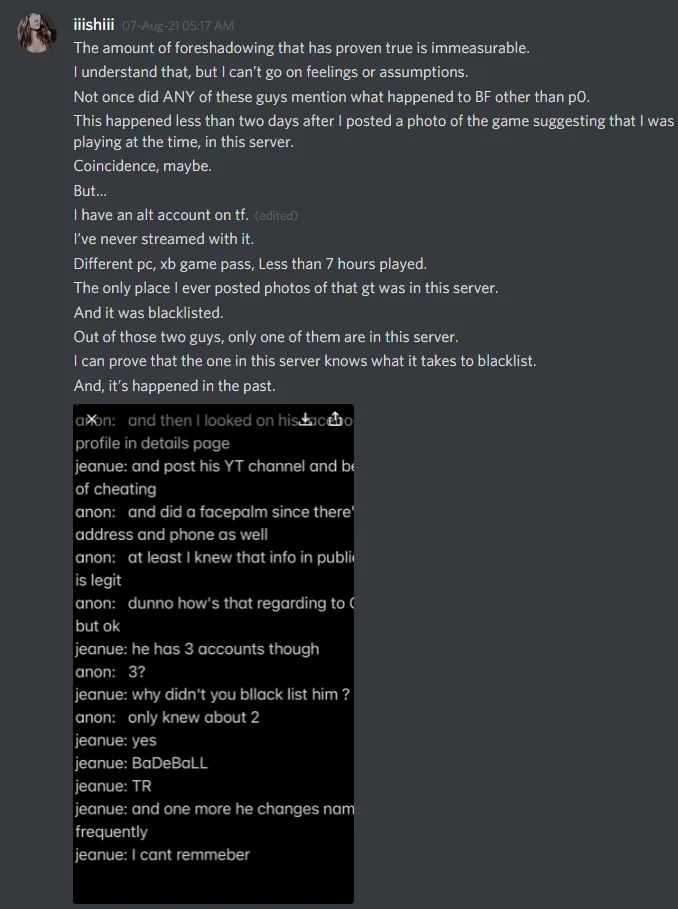 iiishiii 07-Aug-21 05:17 AM
The amount of foreshadowing that has proven true is immeasurable.
I understand that, but I can’t go on feelings or assumptions.
Not once did ANY of these guys mention what happened to BF other than p0.
This happened less than two days after I posted a photo of the game suggesting that I was
playing at the time, in this server.
Coincidence, maybe.
But...
I have an alt account on tf. (edited)
I’ve never streamed with it.
Different pc, xb game pass, Less than 7 hours played.
The only place I ever posted photos of that gt was in this server.
And it was blacklisted.
Out of those two guys, only one of them are in this server.
I can prove that the one in this server knows what it takes to blacklist.
And, it’s happened in the past.
anon: and then I looked on his
profile in details page
jeanue: and post his YT channel and be
of cheating
anon: and did a facepalm since there'
address and phone as well
anon: at least I knew that info in publi
is legit
anon: dunno how's that regarding to
but ok
jeanue: he has 3 accounts though
anon: 3?
jeanue: why didn't you bllack list him ?
anon: only knew about 2
jeanue: yes
jeanue: BaDeBaLL
jeanue: TR
jeanue: and one more he changes nam
frequently
jeanue: I cant remmeber